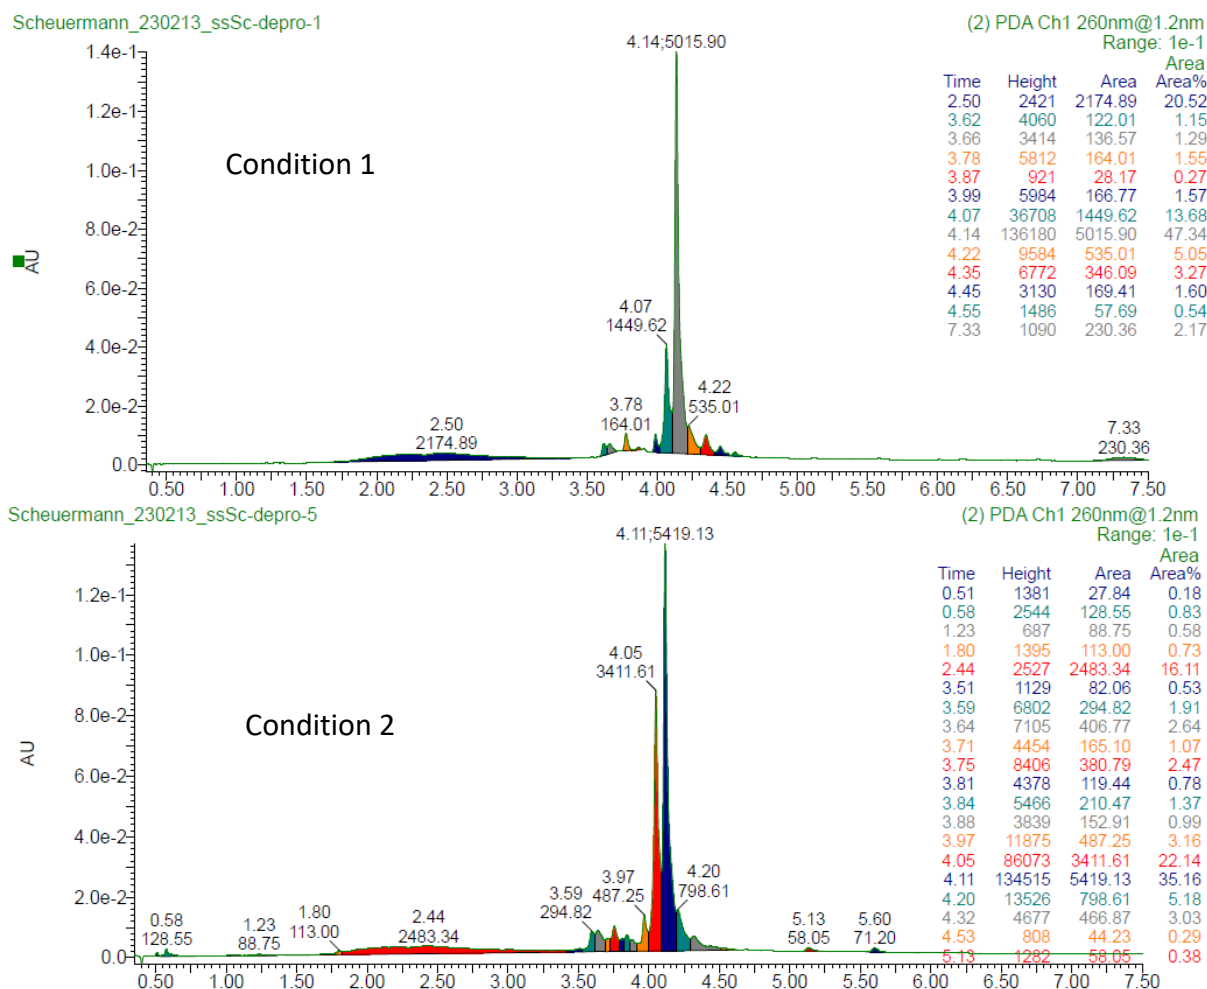 Scheuermann_230213_ssSc-depro-1
(2) PDA Ch1 260nm@1.2nm
Range: 1e-1
Area
Time Height Area Area%
2.50 2421 2174.89 20.52
3.62 4060 122.01 1.15
3.66 3414 136.57 1.29
3.78 5812 164.01 1.55
3.87 921 28.17 0.27
3.99 5984 166.77 1.57
4.07 36708 1449.62 13.68
4.14 136180 5015.90 47.34
4.22 9584 535.01 5.05
4.35 6772 346.09 3.27
4.45 3130 169.41 1.60
4.55 1486 57.69 0.54
7.33 1090 230.36 2.17
4.14;5015.90
Condition 1
AU
1.4e-1
1.2e-1
1.0e-1
8.0e-2
6.0e-2
4.0e-2
2.0e-2
0.0
2.50
2174.89
3.78
164.01
4.07
1449.62
4.22
535.01
7.33
230.36
0.50 1.00 1.50 2.00 2.50 3.00 3.50 4.00 4.50 5.00 5.50 6.00 6.50 7.00 7.50
Scheuermann_230213_ssSc-depro-5
(2) PDA Ch1 260nm@1.2nm
Range: 1e-1
Area
Time Height Area Area%
0.51 1381 27.84 0.18
0.58 2544 128.55 0.83
1.23 687 88.75 0.58
1.80 1395 113.00 0.73
2.44 2527 2483.34 16.11
3.51 1129 82.06 0.53
3.59 6802 294.82 1.91
3.64 7105 406.77 2.64
3.71 4454 165.10 1.07
3.75 8406 380.79 2.47
3.81 4378 119.44 0.78
3.84 5466 210.47 1.37
3.88 3839 152.91 0.99
3.97 11875 487.25 3.16
4.05 86073 3411.61 22.14
4.11 134515 5419.13 35.16
4.20 13526 798.61 5.18
4.32 4677 466.87 3.03
4.53 808 44.23 0.29
5.13 1282 58.05 0.38
4.11;5419.13
Condition 2
AU
1.2e-1
1.0e-1
8.0e-2
6.0e-2
4.0e-2
2.0e-2
0.0
0.58
128.55
1.23
88.75
1.80
113.00
2.44
2483.34
3.59
294.82
3.97
487.25
4.05
3411.61
4.20
798.61
5.13
58.05
5.60
71.20
0.50 1.00 1.50 2.00 2.50 3.00 3.50 4.00 4.50 5.00 5.50 6.00 6.50 7.00 7.50